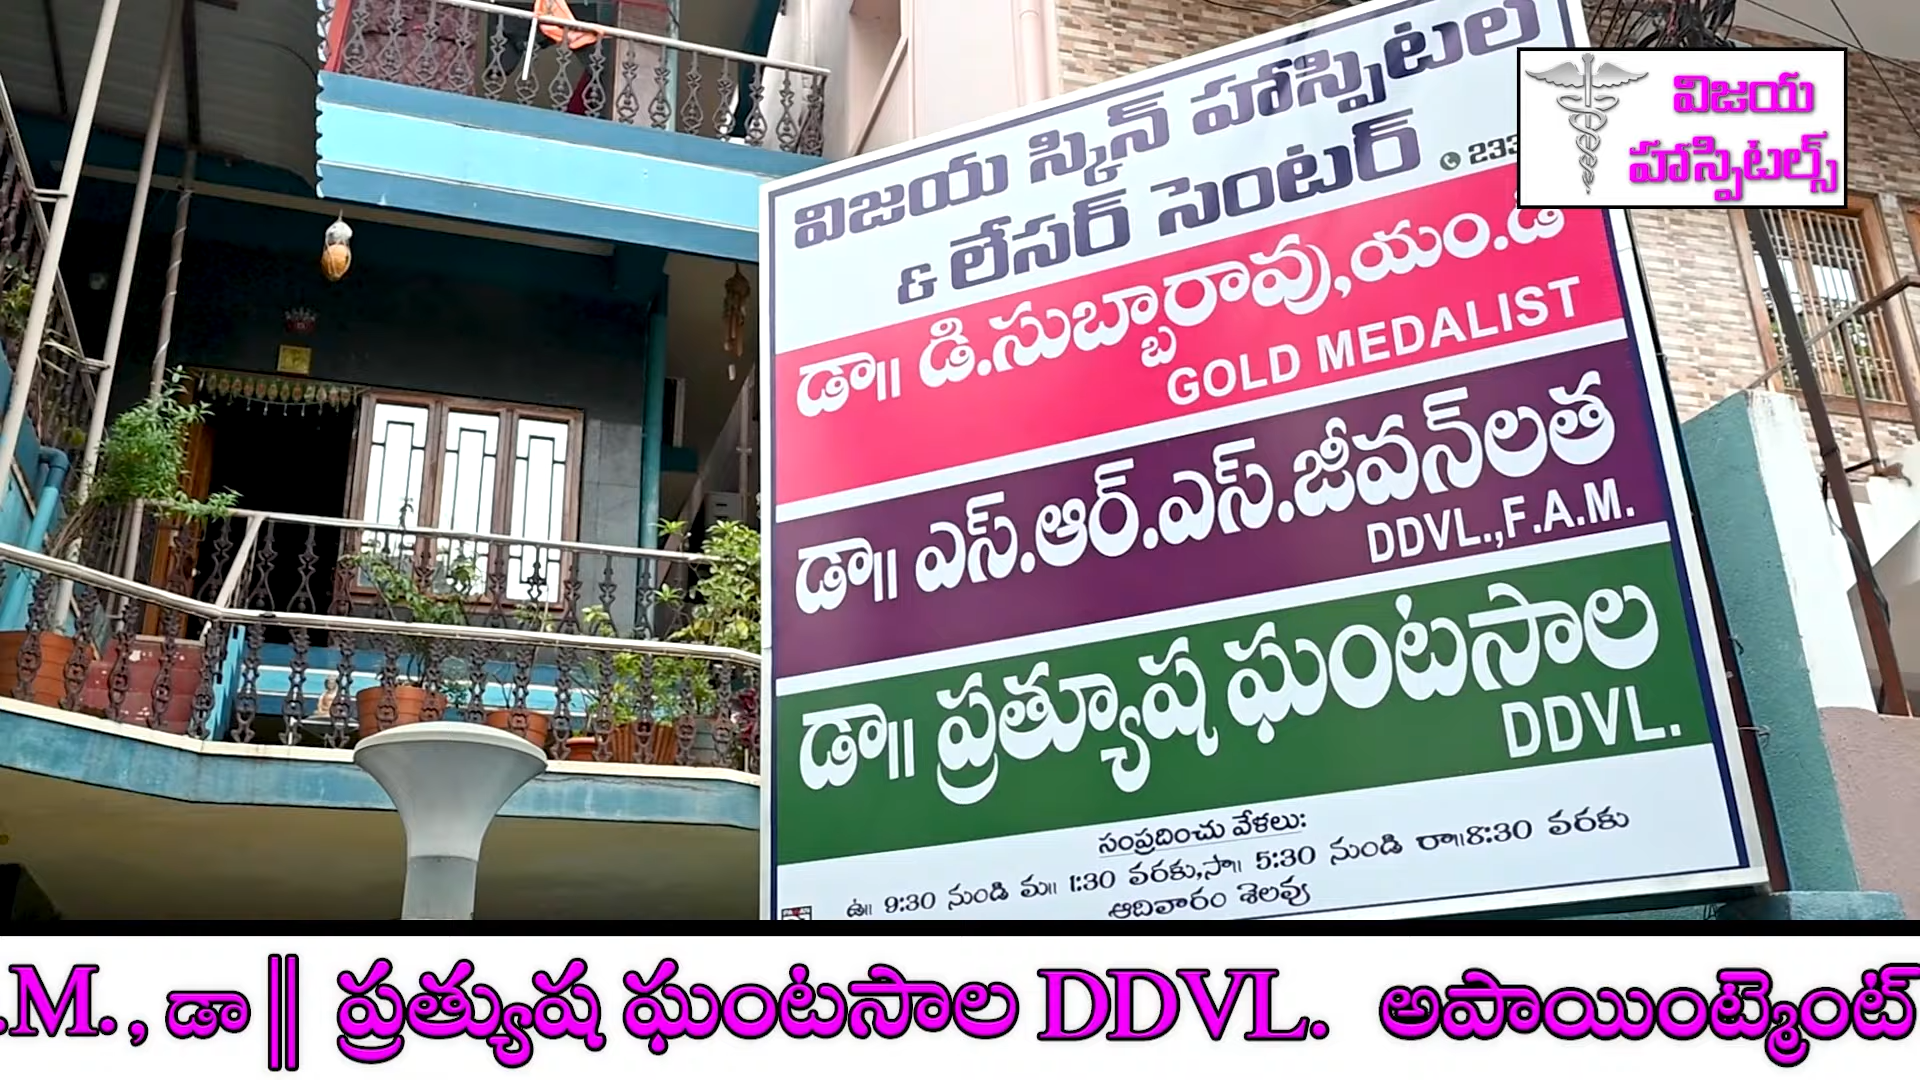 విజయ స్కిన్ హాస్పిటల్
& లేసర్ సెంటర్
డా॥ డి.సుబ్బారావు,యం.డి
GOLD MEDALIST
డా॥ ఎస్.ఆర్.ఎస్.జీవన్‌లత
DDVL.,F.A.M.
డా॥ ప్రత్యూష ఘంటసాల
DDVL.
సంప్రదించు వేళలు:
ఉ॥ 9:30 నుండి మ॥ 1:30 వరకు,సా॥ 5:30 నుండి రా॥8:30 వరకు
ఆదివారం శెలవు
విజయ
హాస్పిటల్స్
.M., డా || ప్రత్యుష ఘంటసాల DDVL. అపాయింట్మెంట్